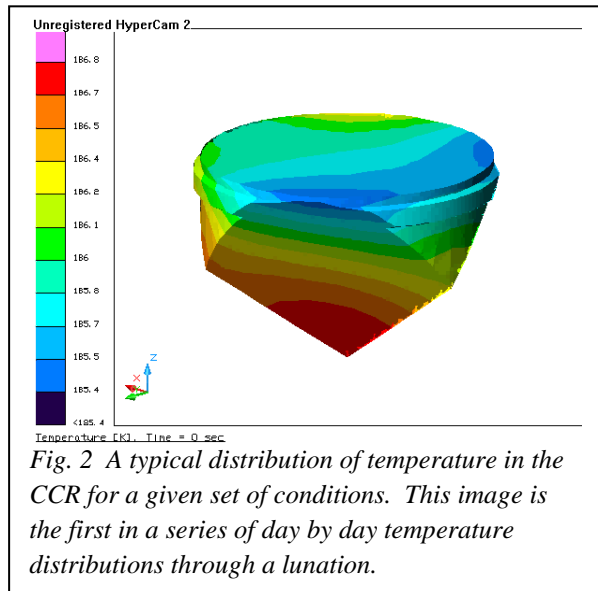 Unregistered HyperCam 2
186.8
186.7
186.5
186.4
186.2
186.1
186
185.8
185.7
185.5
185.4
<185.4
X
Z
Temperature [K], Time = 0 sec
Fig. 2 A typical distribution of temperature in the
CCR for a given set of conditions. This image is
the first in a series of day by day temperature
distributions through a lunation.